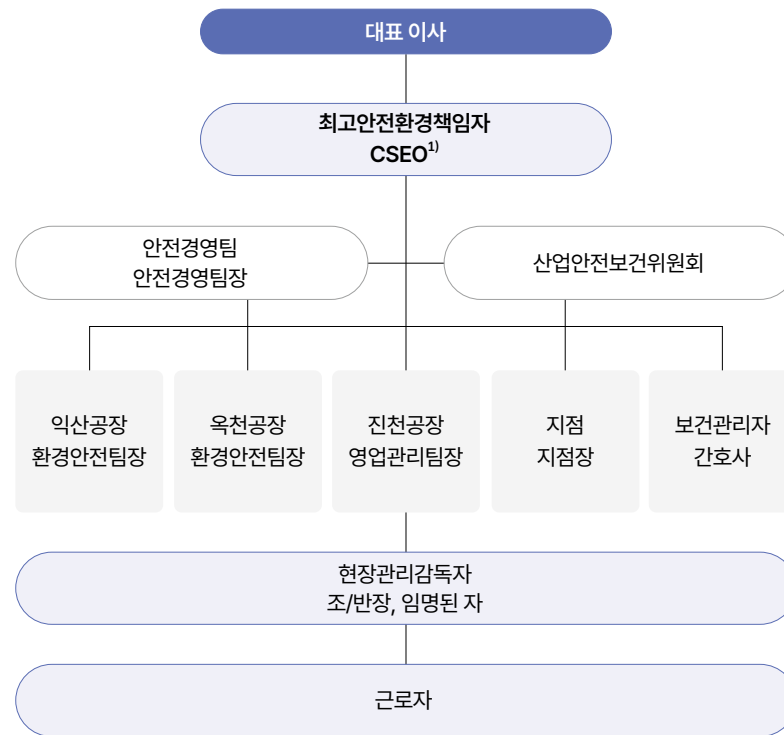 대표 이사
최고안전환경책임자
CSEO1)
안전경영팀
안전경영팀장
산업안전보건위원회
익산공장
환경안전팀장
옥천공장
환경안전팀장
진천공장
영업관리팀장
지점
지점장
보건관리자
간호사
현장관리감독자
조/반장, 임명된 자
근로자